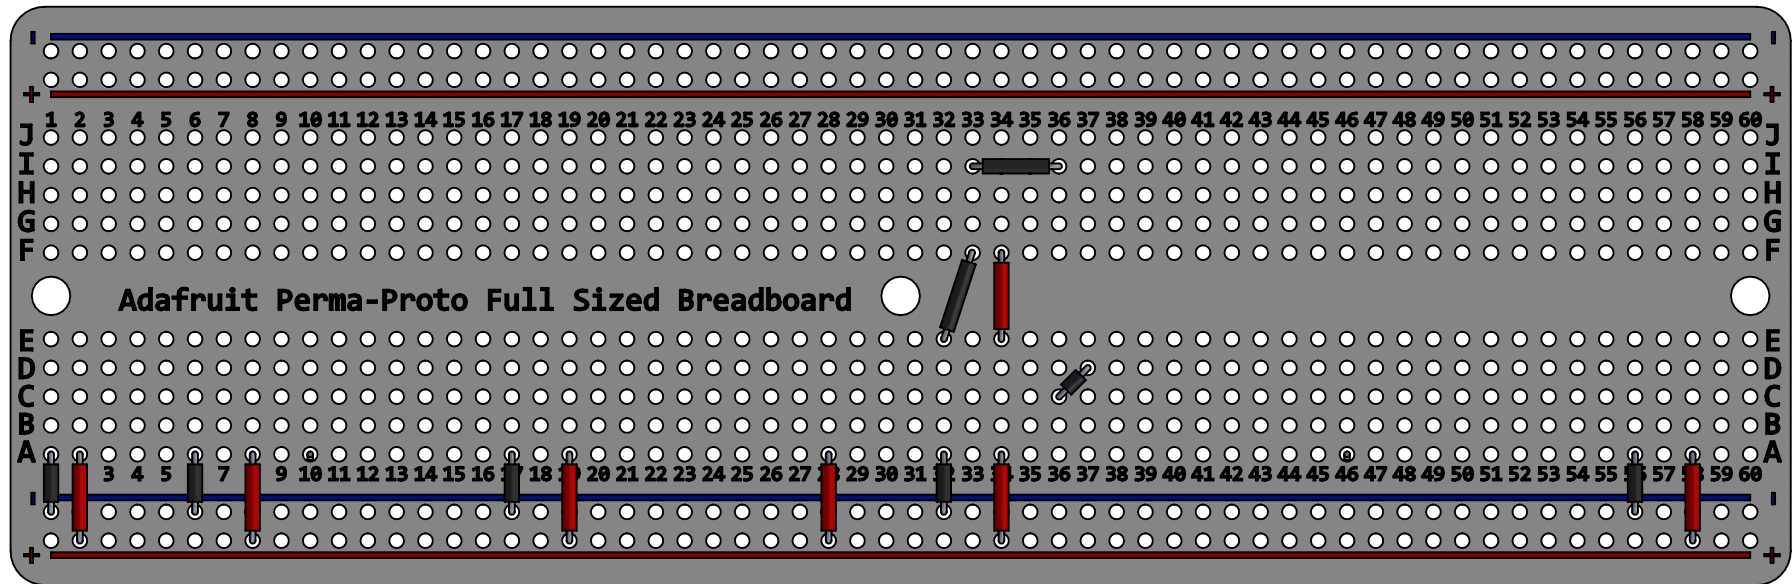 - -
+ +
1 2 3 4 5 6 7 8 9 10 11 12 13 14 15 16 17 18 19 20 21 22 23 24 25 26 27 28 29 30 31 32 33 34 35 36 37 38 39 40 41 42 43 44 45 46 47 48 49 50 51 52 53 54 55 56 57 58 59 60
J J
I I
H H
G G
F F
Adafruit Perma-Proto Full Sized Breadboard
E E
D D
C C
B B
A A
3 4 5 7 9 10 11 12 13 14 15 16 18 20 21 22 23 24 25 26 27 29 30 31 33 35 36 37 38 39 40 41 42 43 44 45 46 47 48 49 50 51 52 53 54 55 57 59 60
- -
+ +